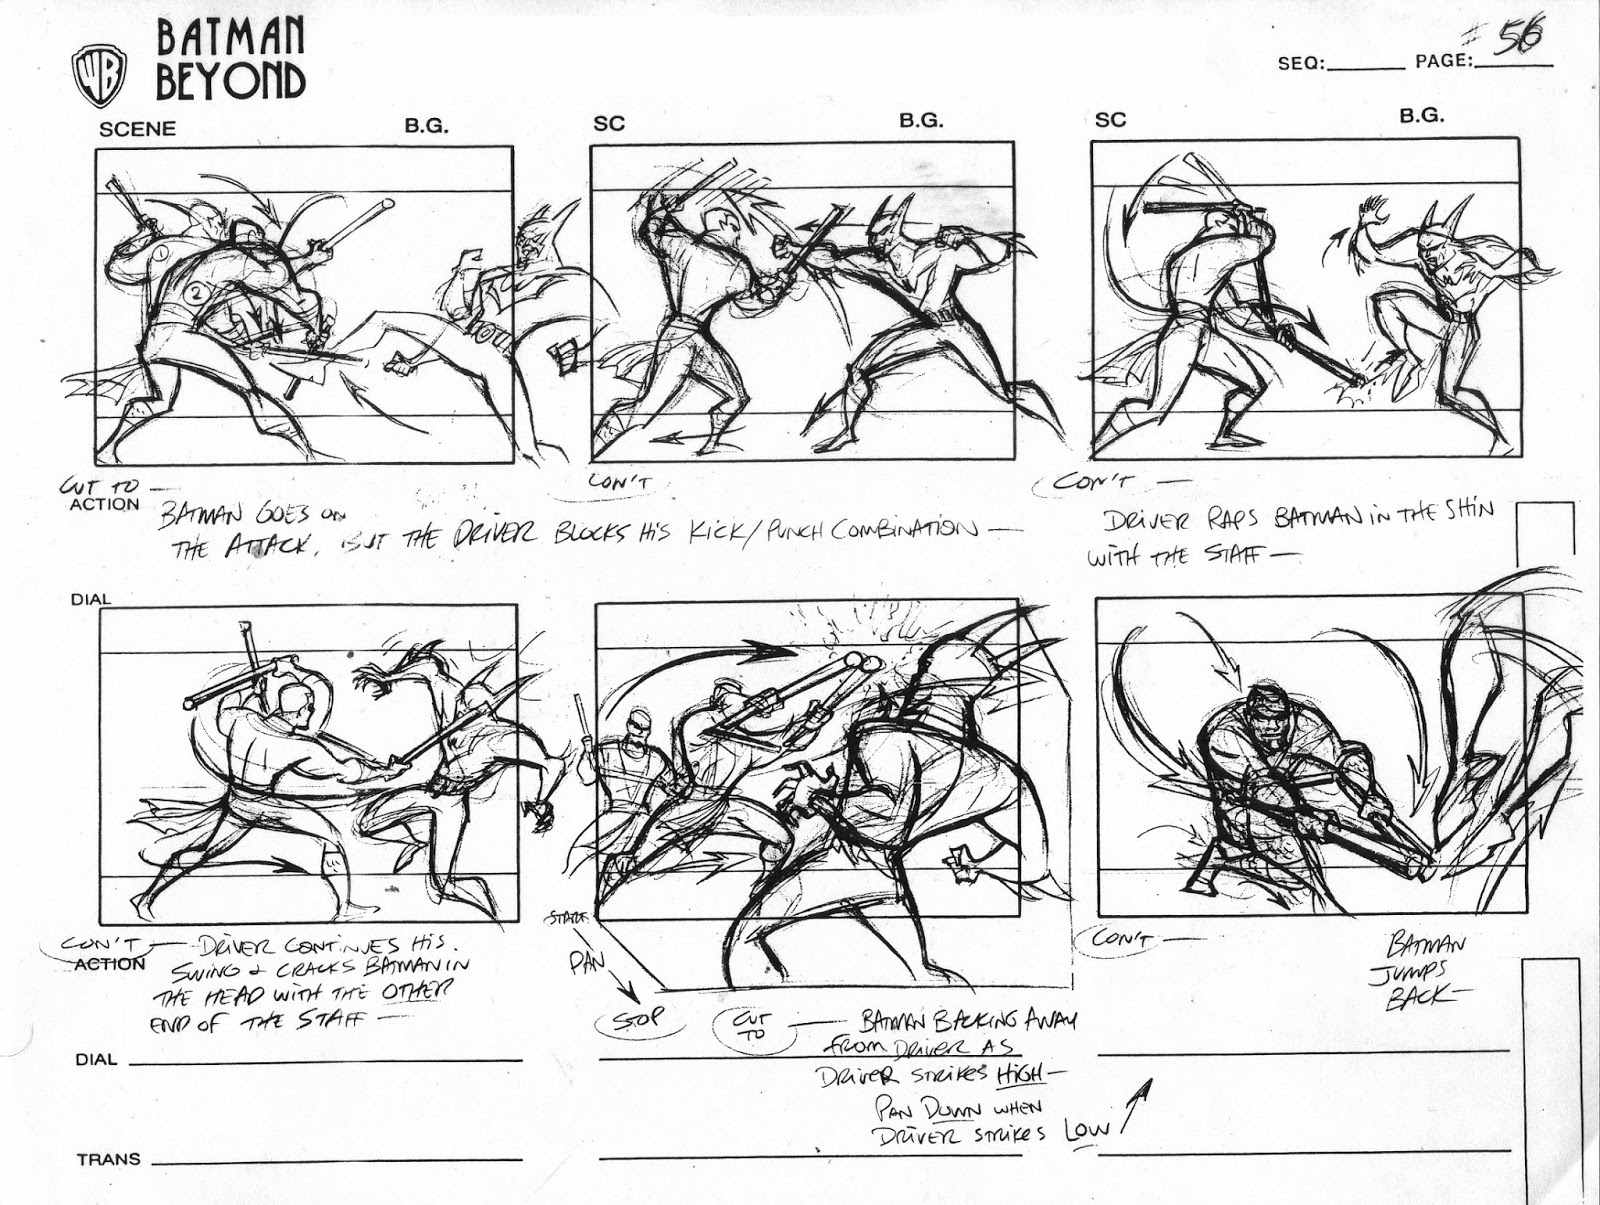 WB
BATMAN
BEYOND
# 56
SEQ: PAGE:
SCENE B.G.
SC B.G.
SC B.G.
1
2
CUT TO —
ACTION
BATMAN GOES ON
THE ATTACK, BUT THE DRIVER BLOCKS HIS KICK/PUNCH COMBINATION —
CON'T
CON'T —
DRIVER RAPS BATMAN IN THE SHIN
WITH THE STAFF —
DIAL
CON'T —
ACTION
DRIVER CONTINUES HIS
SWING & CRACKS BATMAN IN
THE HEAD WITH THE OTHER
END OF THE STAFF —
START
PAN
STOP
CUT
TO
— BATMAN BACKING AWAY
FROM DRIVER AS
DRIVER STRIKES HIGH —
PAN DOWN WHEN
DRIVER STRIKES LOW
CON'T —
BATMAN
JUMPS
BACK —
DIAL
TRANS